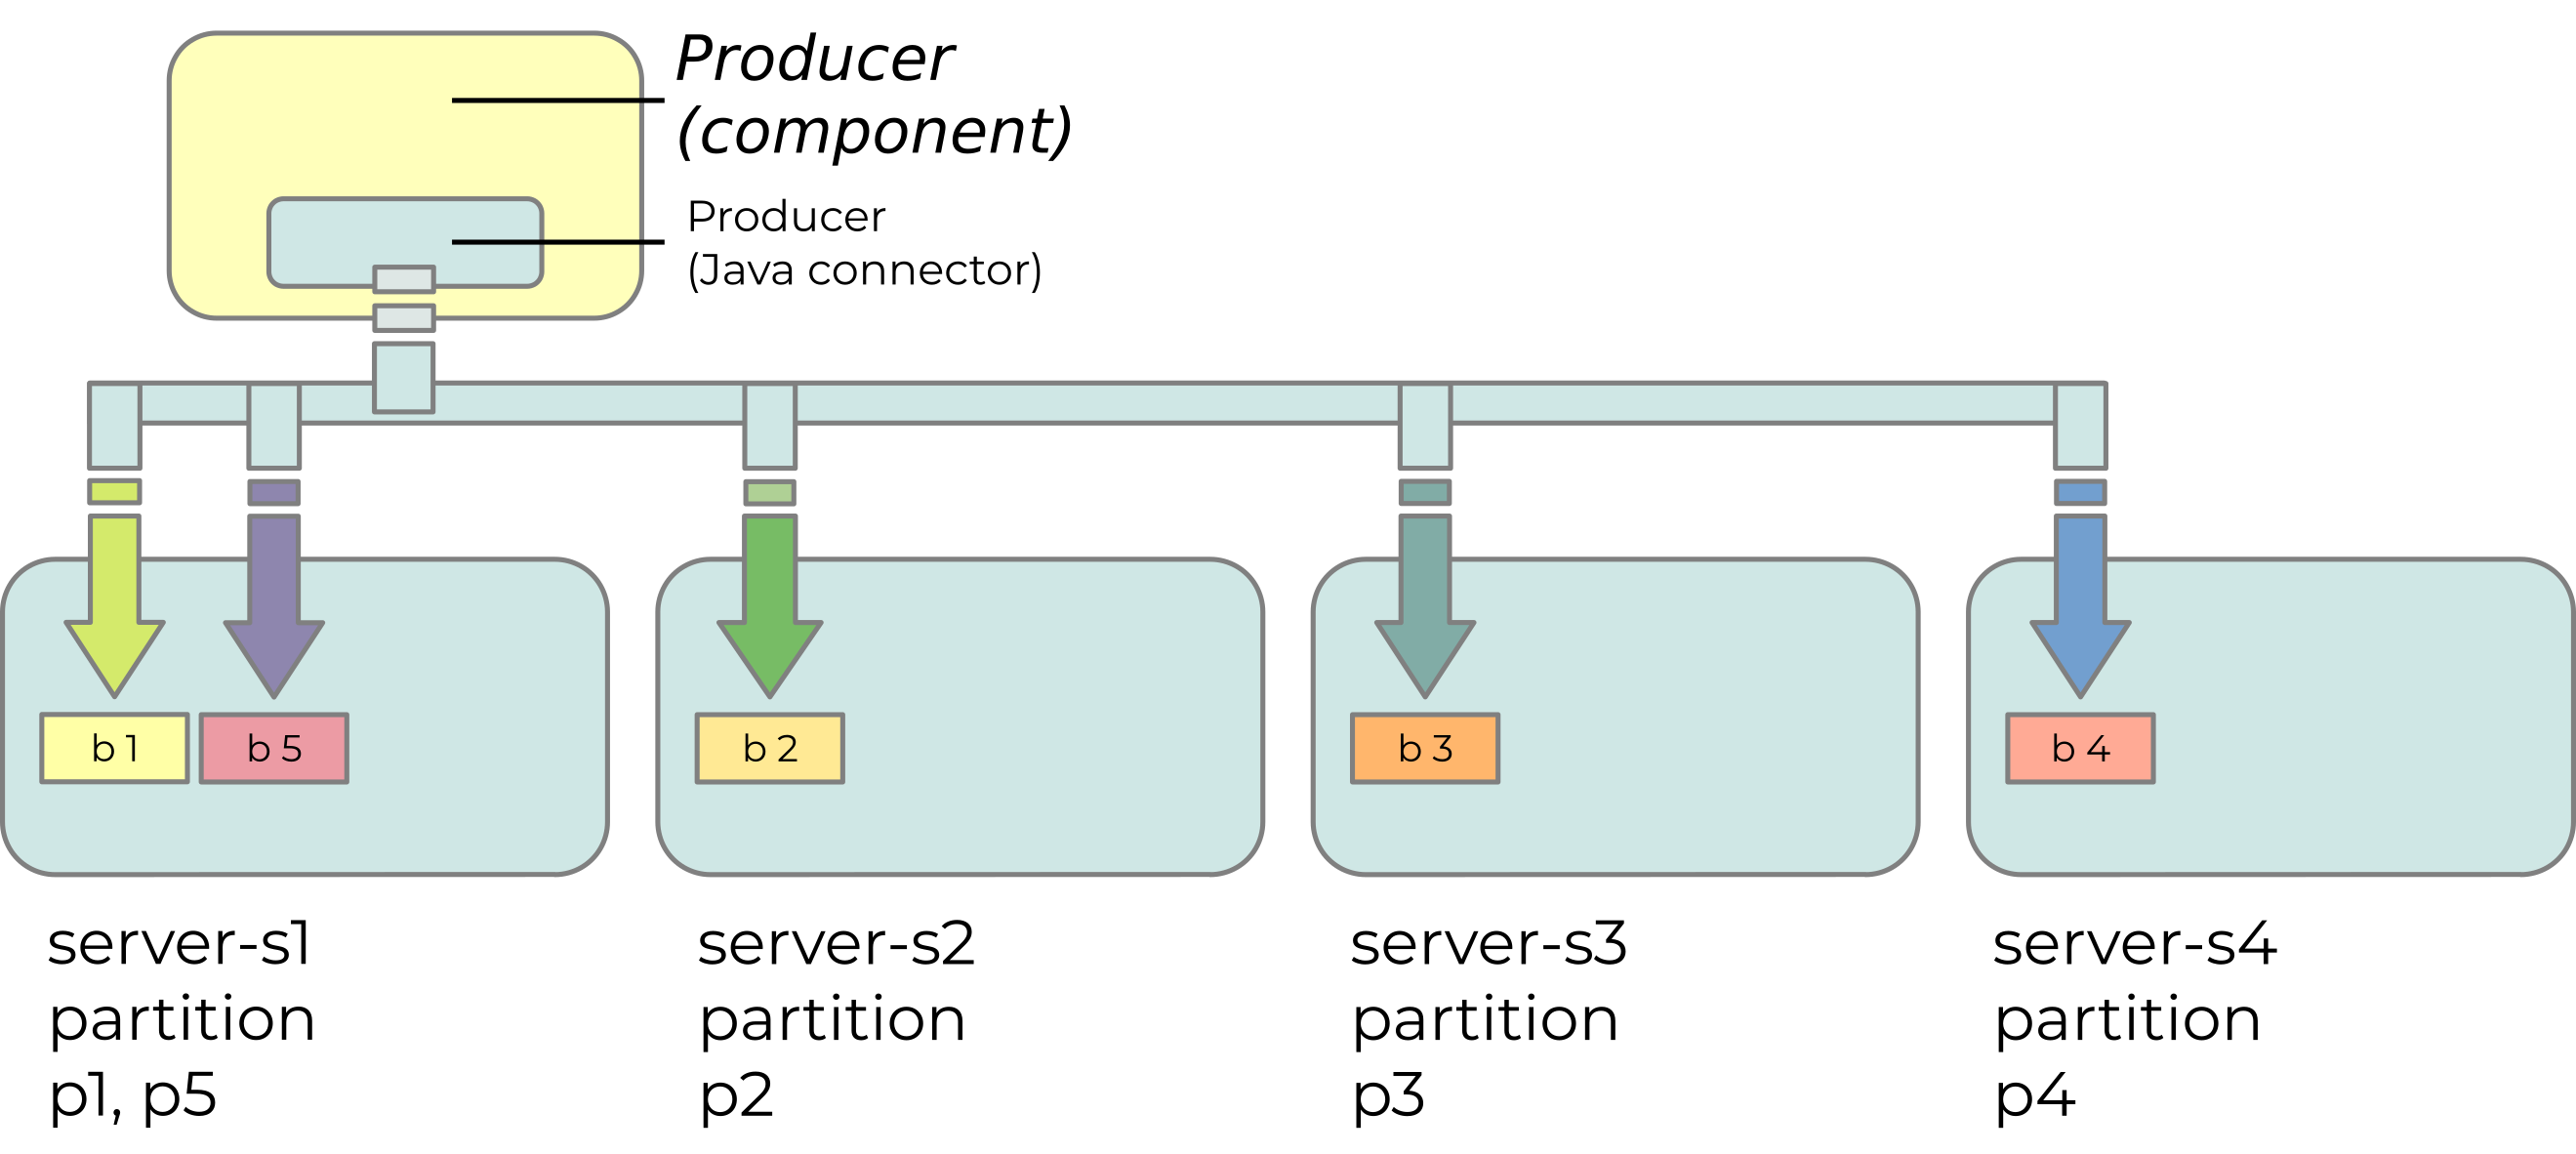 Producer
(component)
Producer
(Java connector)
b 1
b 5
b 2
b 3
b 4
server-s1
partition
p1, p5
server-s2
partition
p2
server-s3
partition
p3
server-s4
partition
p4